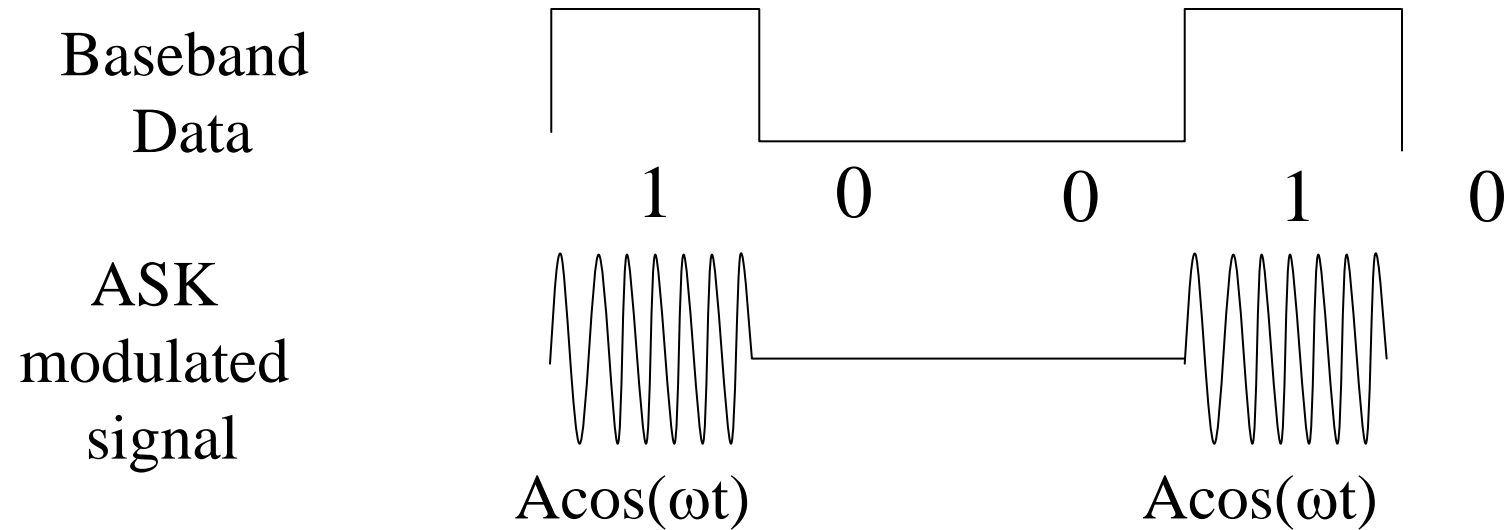 Baseband
Data
1 0 0 1 0
ASK
modulated
signal
Acos(ωt) Acos(ωt)